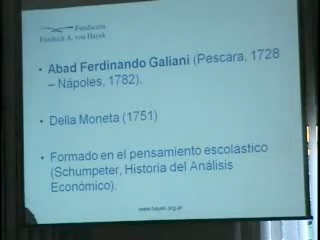 Fundación
Friedrich A. von Hayek
• Abad Ferdinando Galiani (Pescara, 1728
– Nápoles, 1782).
• Della Moneta (1751)
• Formado en el pensamiento escolástico
(Schumpeter, Historia del Análisis
Económico).
www.hayek.org.ar